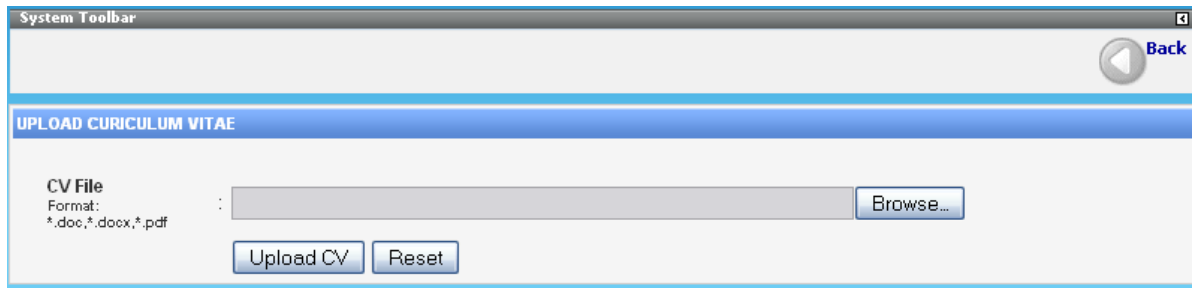 System Toolbar
Back
UPLOAD CURICULUM VITAE
CV File
Format:
*.doc,*.docx,*.pdf
:
Browse...
Upload CV
Reset